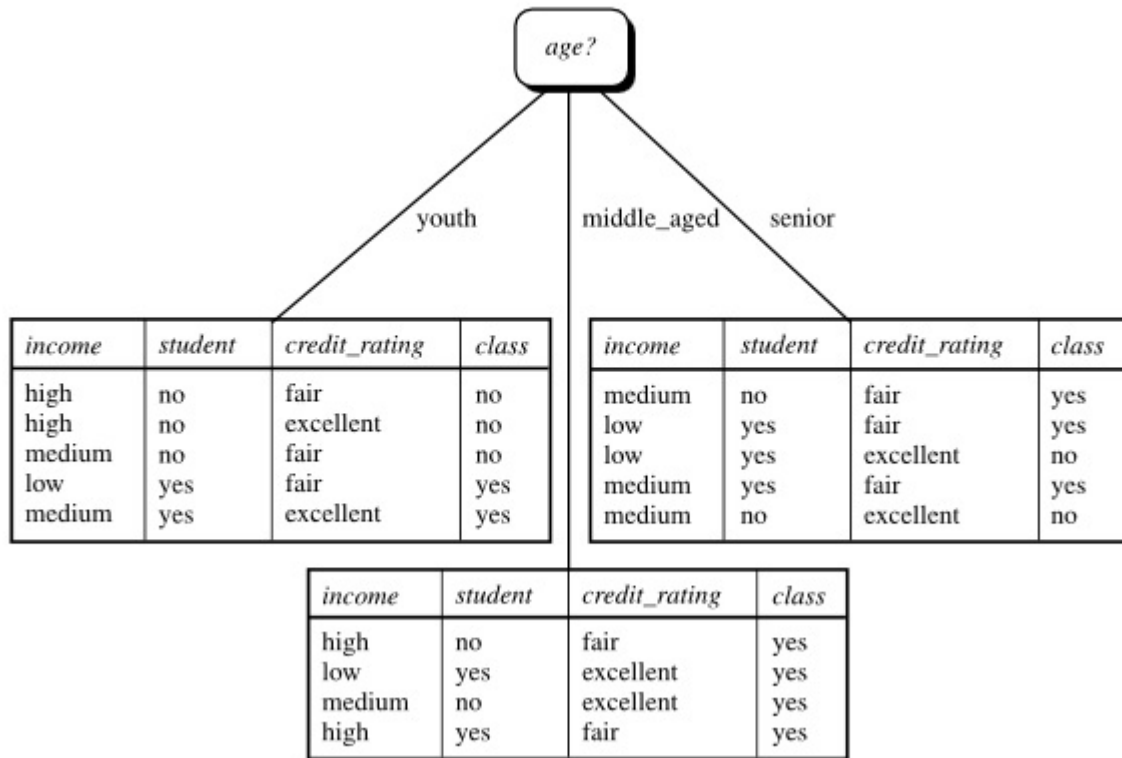 age?
youth
middle_aged
senior
income student credit_rating class
high no fair no
high no excellent no
medium no fair no
low yes fair yes
medium yes excellent yes
income student credit_rating class
medium no fair yes
low yes fair yes
low yes excellent no
medium yes fair yes
medium no excellent no
income student credit_rating class
high no fair yes
low yes excellent yes
medium no excellent yes
high yes fair yes